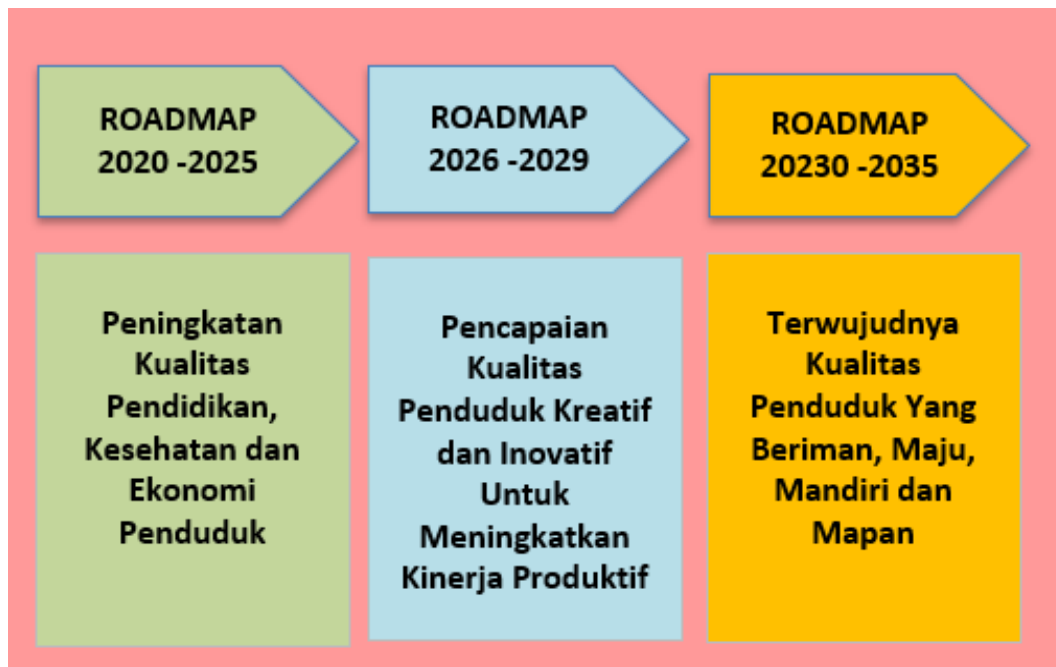 ROADMAP
2020 -2025
ROADMAP
2026 -2029
ROADMAP
20230 -2035
Peningkatan
Kualitas
Pendidikan,
Kesehatan dan
Ekonomi
Penduduk
Pencapaian
Kualitas
Penduduk Kreatif
dan Inovatif
Untuk
Meningkatkan
Kinerja Produktif
Terwujudnya
Kualitas
Penduduk Yang
Beriman, Maju,
Mandiri dan
Mapan